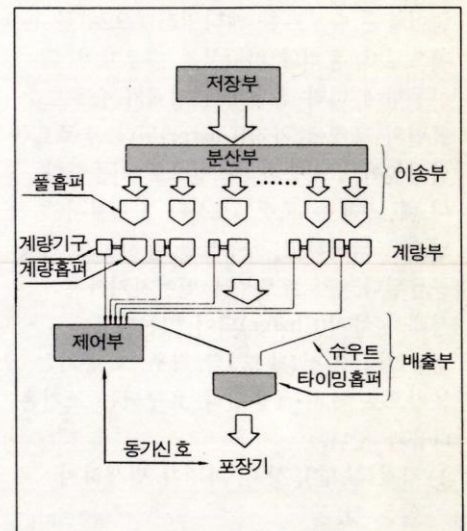 저장부
분산부
이송부
풀홉퍼
계량기구
계량홉퍼
계량부
제어부
슈우트
타이밍홉퍼
배출부
동기신호
포장기